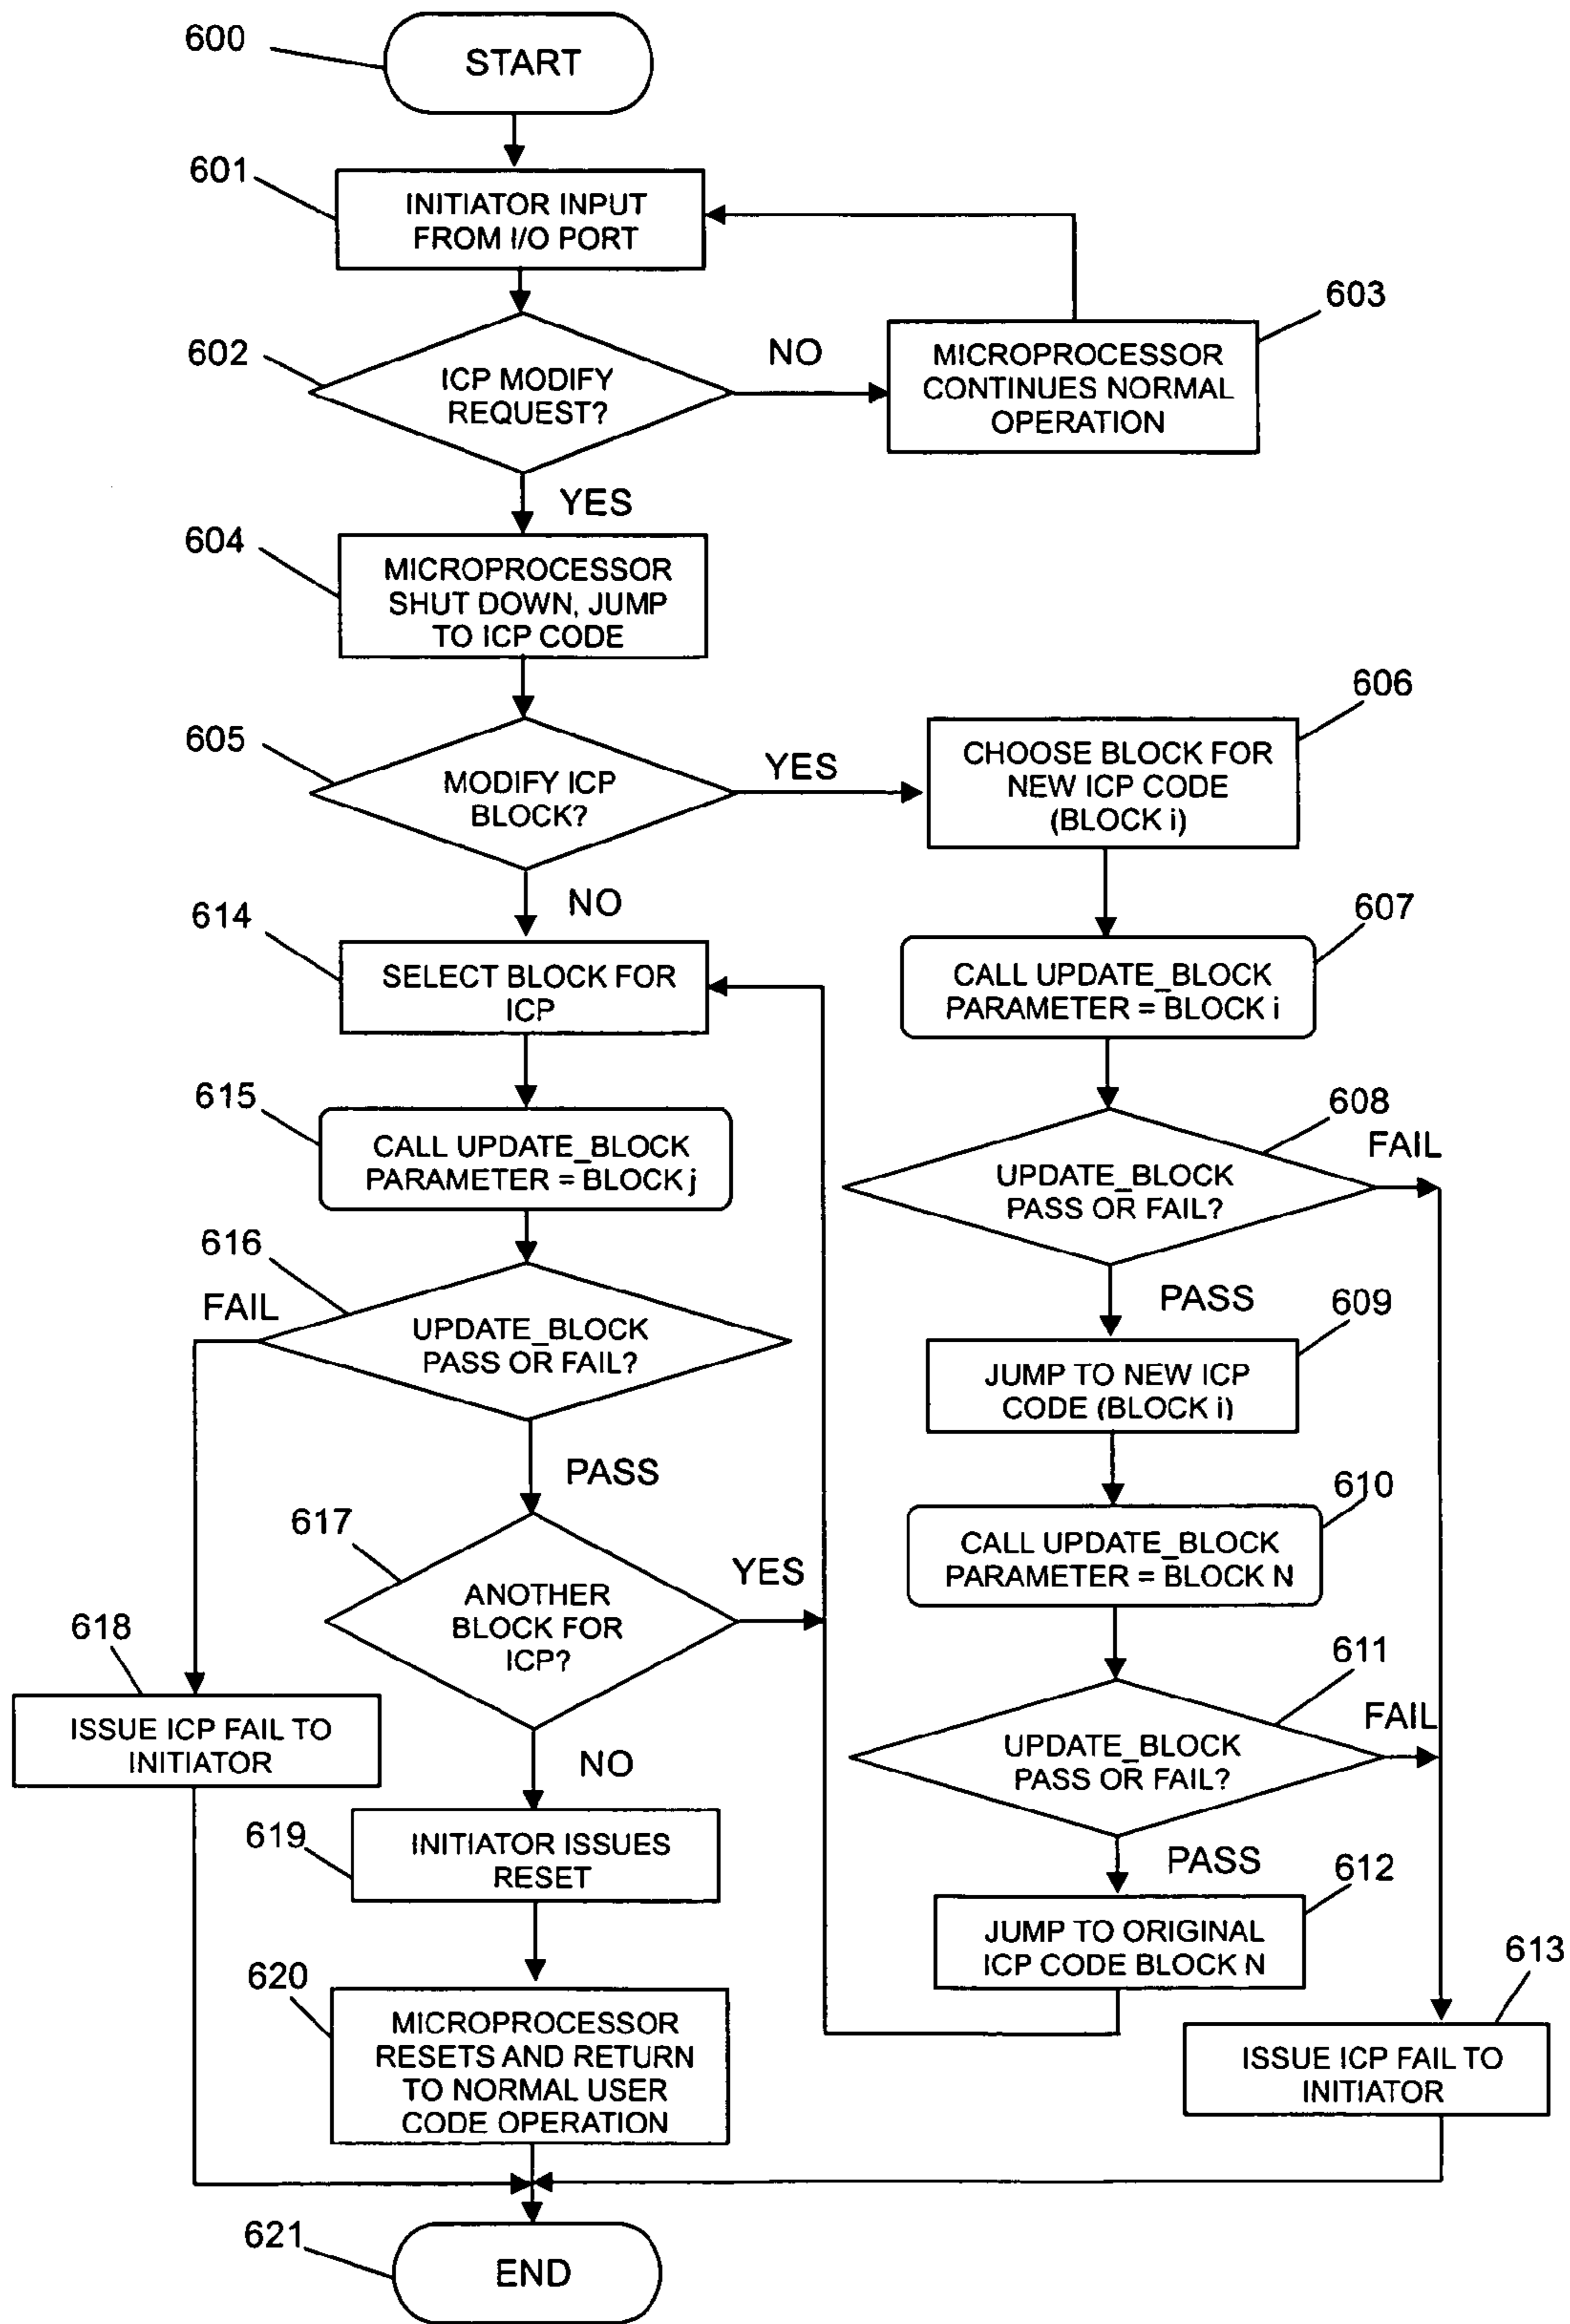 600
START
601
INITIATOR INPUT
FROM I/O PORT
602
ICP MODIFY
REQUEST?
NO
603
MICROPROCESSOR
CONTINUES NORMAL
OPERATION
YES
604
MICROPROCESSOR
SHUT DOWN, JUMP
TO ICP CODE
605
MODIFY ICP
BLOCK?
YES
606
CHOOSE BLOCK FOR
NEW ICP CODE
(BLOCK i)
NO
607
CALL UPDATE_BLOCK
PARAMETER = BLOCK i
614
SELECT BLOCK FOR
ICP
615
CALL UPDATE_BLOCK
PARAMETER = BLOCK j
608
FAIL
UPDATE_BLOCK
PASS OR FAIL?
PASS
616
FAIL
UPDATE_BLOCK
PASS OR FAIL?
PASS
609
JUMP TO NEW ICP
CODE (BLOCK i)
610
CALL UPDATE_BLOCK
PARAMETER = BLOCK N
617
ANOTHER
BLOCK FOR
ICP?
YES
611
FAIL
UPDATE_BLOCK
PASS OR FAIL?
PASS
618
ISSUE ICP FAIL TO
INITIATOR
NO
619
INITIATOR ISSUES
RESET
612
JUMP TO ORIGINAL
ICP CODE BLOCK N
613
ISSUE ICP FAIL TO
INITIATOR
620
MICROPROCESSOR
RESETS AND RETURN
TO NORMAL USER
CODE OPERATION
621
END